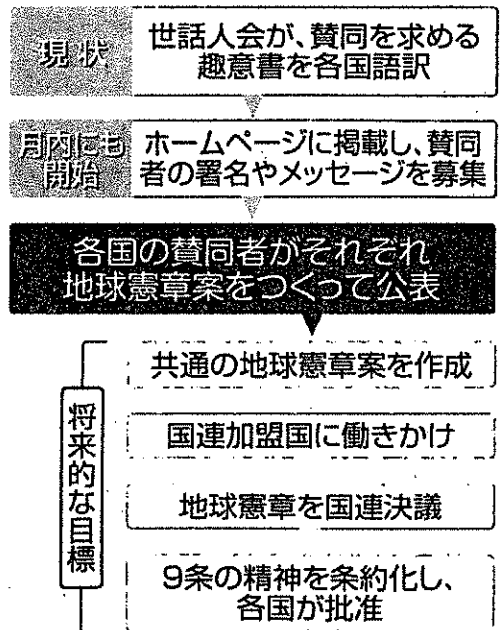 現状
世話人会が、賛同を求める
趣意書を各国語訳
月内にも
開始
ホームページに掲載し、賛同
者の署名やメッセージを募集
各国の賛同者がそれぞれ
地球憲章案をつくって公表
将来的な目標
共通の地球憲章案を作成
国連加盟国に働きかけ
地球憲章を国連決議
9条の精神を条約化し、
各国が批准